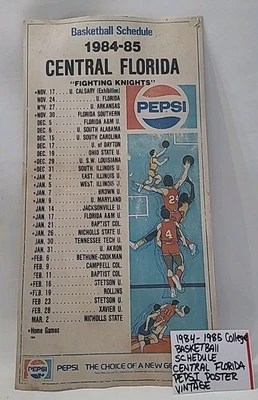 Basketball Schedule
1984-85
CENTRAL FLORIDA
"FIGHTING KNIGHTS"
•NOV. 17 U. CALGARY (Exhibition)
NOV. 24 U. FLORIDA
NOV. 27 U. ARKANSAS
•NOV. 30 FLORIDA SOUTHERN
DEC. 5 FLORIDA A&M U.
DEC. 6 U. SOUTH ALABAMA
DEC. 15 U. SOUTH CAROLINA
DEC. 17 U. of DAYTON
DEC. 19 OHIO STATE U.
•DEC. 29 U. S.W. LOUISIANA
DEC. 31 SOUTH. ILLINOIS U.
JAN. 2 EAST. ILLINOIS U.
JAN. 5 WEST. ILLINOIS U.
JAN. 7 BROWN U.
JAN. 9 U. MARYLAND
JAN. 14 JACKSONVILLE U.
JAN. 17 FLORIDA A&M U.
JAN. 21 BAPTIST COL.
•JAN. 26 NICHOLLS STATE U.
JAN. 30 TENNESSEE TECH U.
JAN. 31 U. AKRON
•FEB. 6 BETHUNE-COOKMAN
FEB. 9 CAMPBELL COL.
FEB. 11 BAPTIST COL.
•FEB. 15 STETSON U.
•FEB. 19 ROLLINS
FEB. 23 STETSON U.
•FEB. 28 XAVIER U.
MAR. 2 NICHOLLS STATE
•Home Games
PEPSI
24
PEPSI
PEPSI. THE CHOICE OF A NEW GE
1984-1985 College
BASKETBALL
SCHEDULE
CENTRAL FLORIDA
PEPSI POSTER
VINTAGE